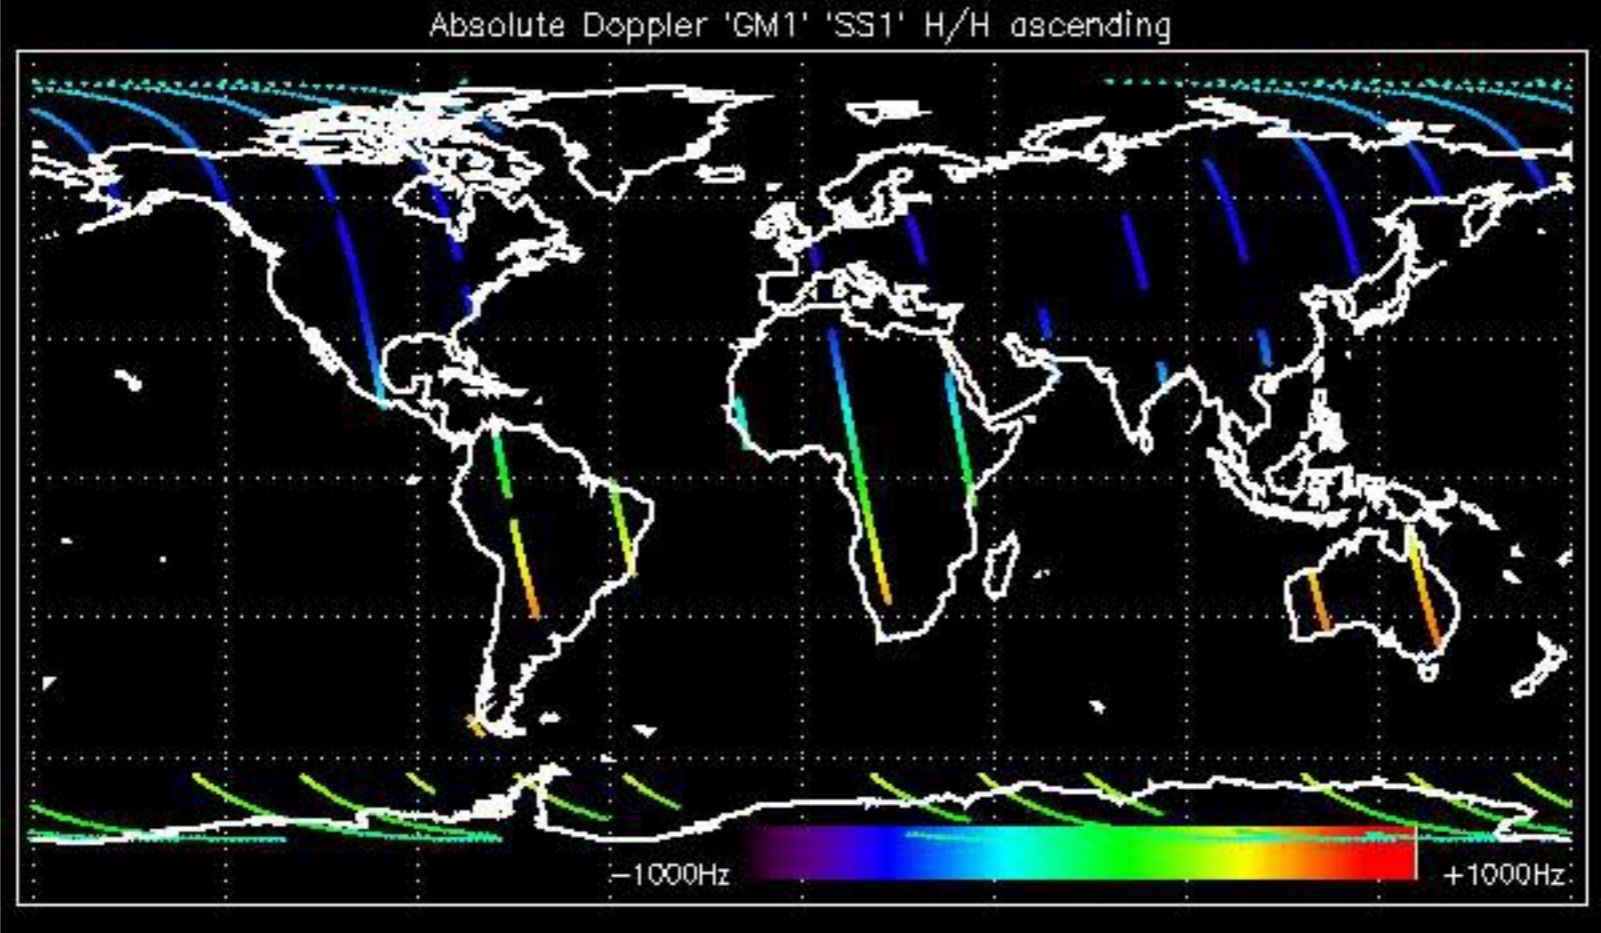 Absolute Doppler 'GM1' 'SS1' H/H ascending
−1000Hz
+1000Hz